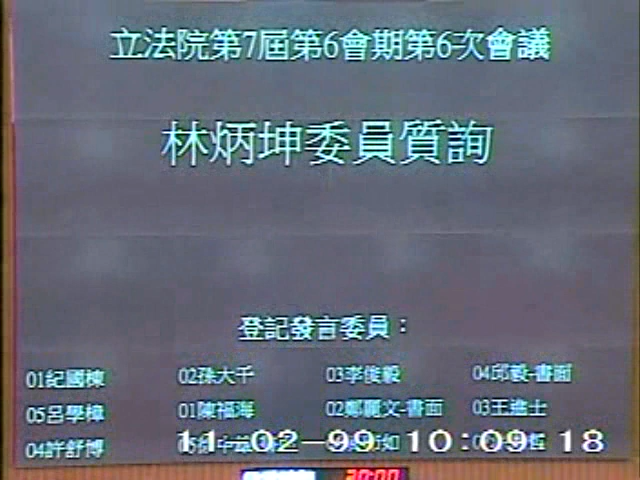 立法院第7屆第6會期第6次會議
林炳坤委員質詢
登記發言委員：
01紀國棟 02孫大千 03李俊毅 04邱毅-書面
05呂學樟 01陳福海 02鄭麗文-書面 03王進士
04許舒博
11-02-99 10:09:18
30:00